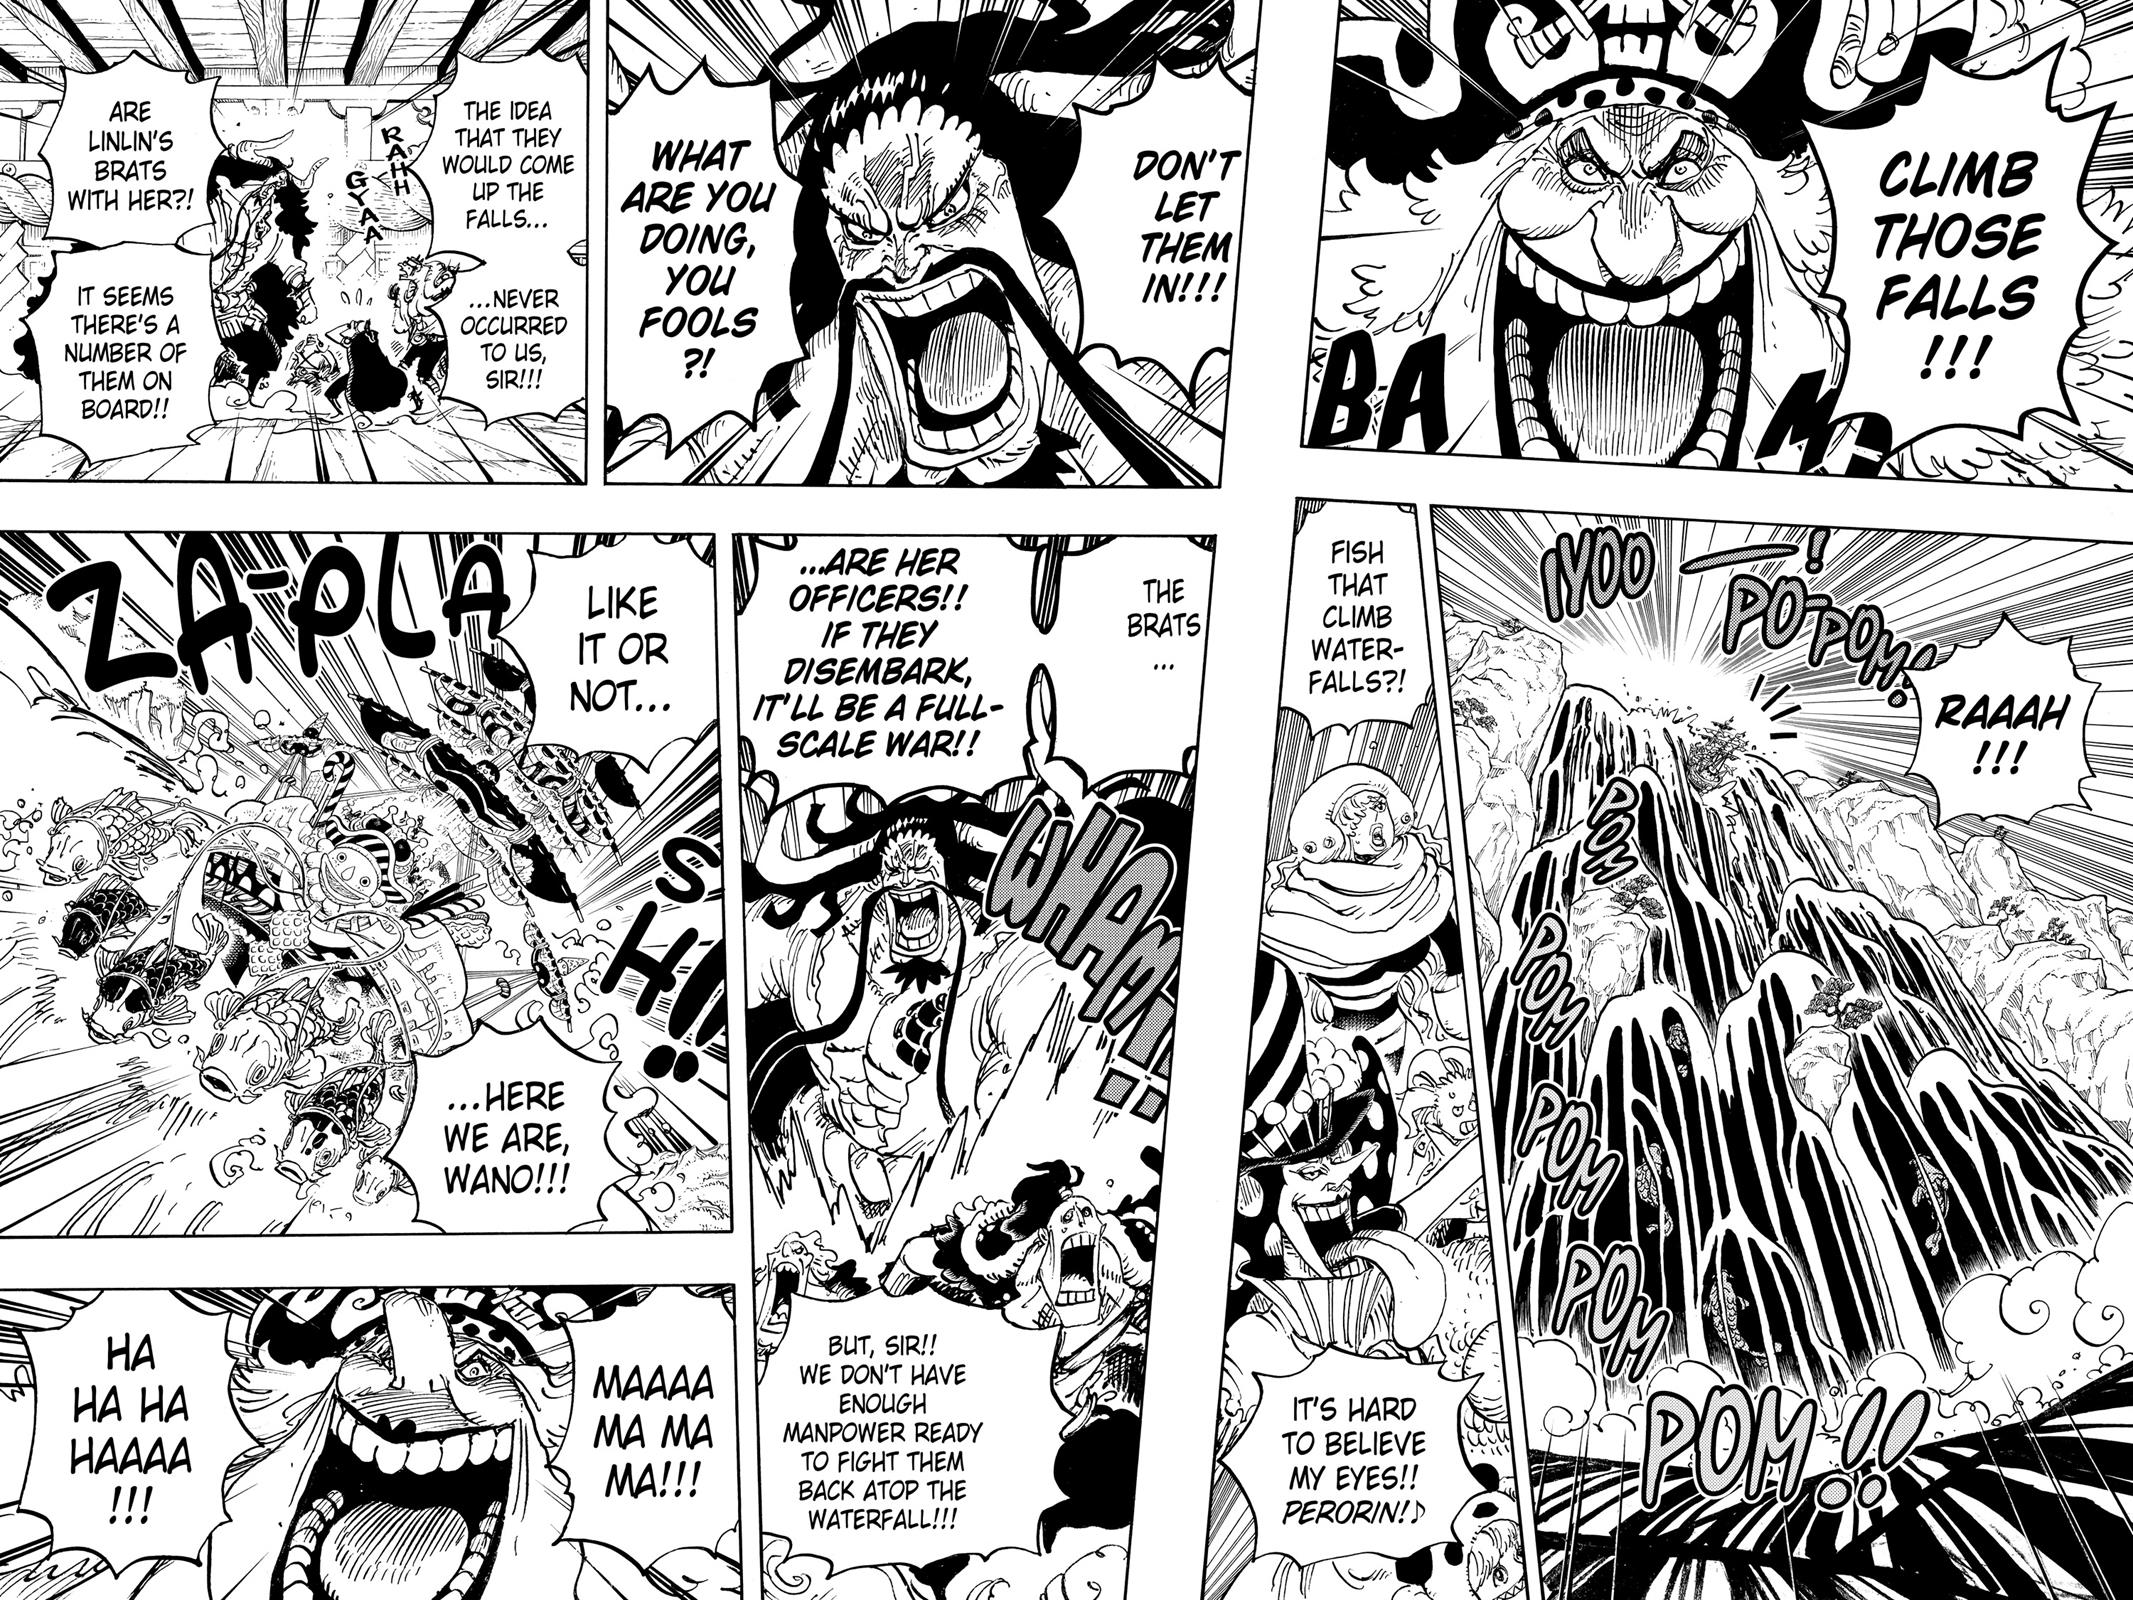 CLIMB
THOSE
FALLS
!!!
BA
M
IYOO
!
PO-POM!
RAAAH
!!!
POM
POM
POM
POM
POM!!
FISH
THAT
CLIMB
WATER-
FALLS?!
IT'S HARD
TO BELIEVE
MY EYES!!
PERORIN!♪
DON'T
LET
THEM
IN!!!
WHAT
ARE YOU
DOING,
YOU
FOOLS
?!
THE IDEA
THAT THEY
WOULD COME
UP THE
FALLS...
...NEVER
OCCURRED
TO US,
SIR!!!
RAHH
GYAA
ARE
LINLIN'S
BRATS
WITH HER?!
IT SEEMS
THERE'S A
NUMBER OF
THEM ON
BOARD!!
THE
BRATS
...
...ARE HER
OFFICERS!!
IF THEY
DISEMBARK,
IT'LL BE A FULL-
SCALE WAR!!
WHAM!!
BUT, SIR!!
WE DON'T HAVE
ENOUGH
MANPOWER READY
TO FIGHT THEM
BACK ATOP THE
WATERFALL!!!
LIKE
IT OR
NOT...
ZA-PLA
SH!!
...HERE
WE ARE,
WANO!!!
MAAAA
MA MA
MA!!!
HA
HA HA
HAAAA
!!!